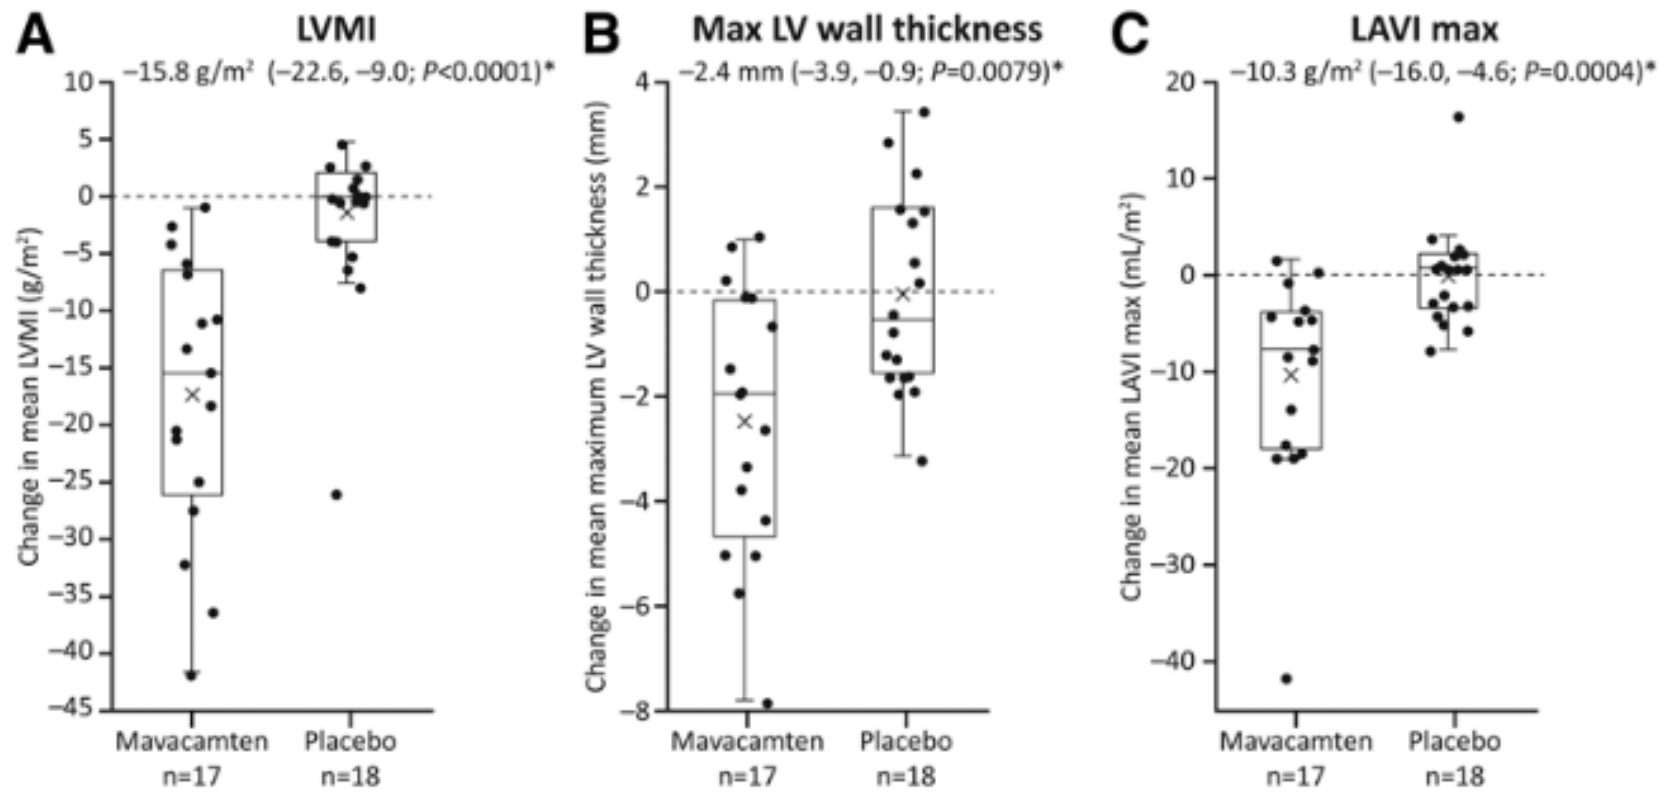 A LVMI
−15.8 g/m² (−22.6, −9.0; P<0.0001)*
Change in mean LVMI (g/m²)
10
5
0
−5
−10
−15
−20
−25
−30
−35
−40
−45
Mavacamten Placebo
n=17 n=18
B Max LV wall thickness
−2.4 mm (−3.9, −0.9; P=0.0079)*
Change in mean maximum LV wall thickness (mm)
4
2
0
−2
−4
−6
−8
Mavacamten Placebo
n=17 n=18
C LAVI max
−10.3 g/m² (−16.0, −4.6; P=0.0004)*
Change in mean LAVI max (mL/m²)
20
10
0
−10
−20
−30
−40
Mavacamten Placebo
n=17 n=18